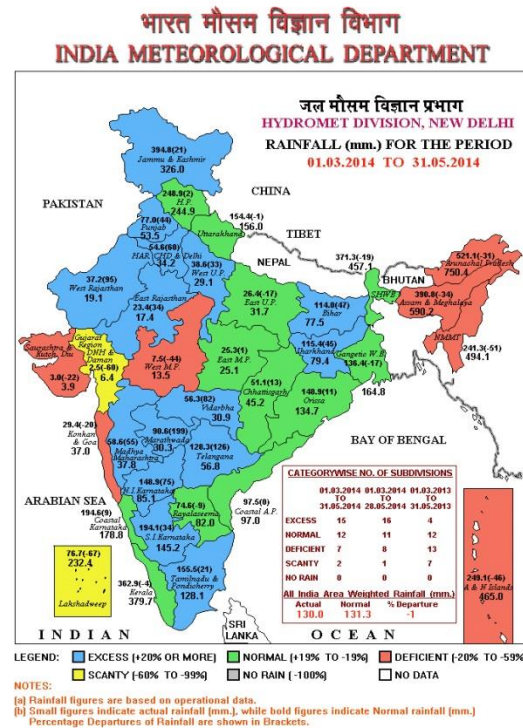 भारत मौसम विज्ञान विभाग
INDIA METEOROLOGICAL DEPARTMENT
जल मौसम विज्ञान प्रभाग
HYDROMET DIVISION, NEW DELHI
RAINFALL (mm.) FOR THE PERIOD
01.03.2014 TO 31.05.2014
394.8(21)
Jammu & Kashmir
326.0
CHINA
PAKISTAN
248.9(2)
H.P.
244.9
77.0(44)
Punjab
53.5
154.4(-1)
156.0
Uttarakhand
TIBET
54.6(60)
HAR. CHD & Delhi
34.2
38.6(33)
West U.P.
29.1
NEPAL
371.3(-19)
457.1
BHUTAN
521.1(-31)
Arunachal Pradesh
750.4
37.2(95)
West Rajasthan
19.1
East Rajasthan
23.4(34)
17.4
26.4(-17)
East U.P.
31.7
SHWB
390.8(-34)
Assam & Meghalaya
590.2
114.0(47)
Bihar
77.5
NMMT
241.3(-51)
494.1
Saurashtra &
Kutch, Diu
3.0(-22)
3.9
Gujarat
Region
DNH &
Daman
2.5(-60)
6.4
7.5(-44)
West M.P.
13.5
25.3(1)
East M.P.
25.1
115.4(45)
Jharkhand
79.4
Gangetic W.B.
136.4(-17)
164.8
51.1(13)
Chhattisgarh
45.2
148.9(11)
Orissa
134.7
56.3(82)
Vidarbha
30.9
29.4(-20)
Konkan
& Goa
37.0
58.6(55)
Madhya
Maharashtra
37.8
90.6(199)
Marathwada
30.3
128.3(126)
Telangana
56.8
BAY OF BENGAL
ARABIAN SEA
148.9(75)
N.I. Karnataka
85.1
74.6(-9)
Rayalaseema
82.0
97.5(0)
Coastal A.P.
97.0
194.6(9)
Coastal
Karnataka
178.8
194.1(34)
S.I. Karnataka
145.2
76.7(-67)
232.4
Lakshadweep
362.9(-4)
Kerala
379.7
155.5(21)
Tamilnadu &
Pondicherry
128.1
249.1(-46)
A & N Islands
465.0
CATEGORYWISE NO. OF SUBDIVISIONS
01.03.2014 01.03.2014 01.03.2013
TO TO TO
31.05.2014 28.05.2014 31.05.2013
EXCESS 15 16 4
NORMAL 12 11 12
DEFICIENT 7 8 13
SCANTY 2 1 7
NO RAIN 0 0 0
All India Area Weighted Rainfall (mm.)
Actual Normal % Departure
130.0 131.3 -1
SRI
LANKA
INDIAN OCEAN
LEGEND: EXCESS (+20% OR MORE) NORMAL (+19% TO -19%) DEFICIENT (-20% TO -59%)
SCANTY (-60% TO -99%) NO RAIN (-100%) NO DATA
NOTES:
(a) Rainfall figures are based on operational data.
(b) Small figures indicate actual rainfall (mm.), while bold figures indicate Normal rainfall (mm.)
Percentage Departures of Rainfall are shown in Brackets.